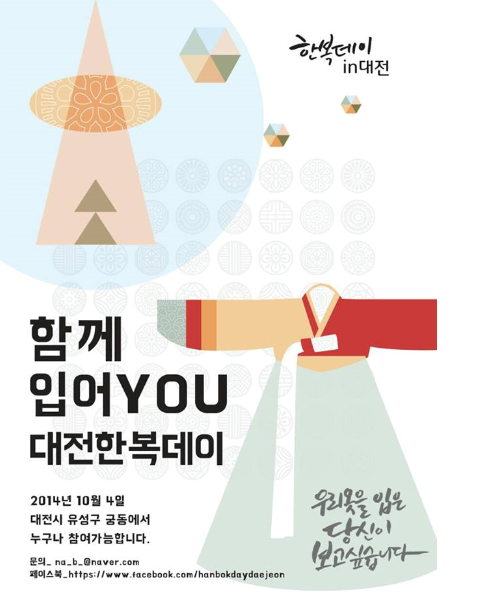 한복데이
in대전
함께
입어YOU
대전한복데이
2014년 10월 4일
대전시 유성구 궁동에서
누구나 참여가능합니다.
문의_ na_b_@naver.com
페이스북_https://www.facebook.com/hanbokdaydaejeon
우리옷을 입은
당신이
보고싶습니다